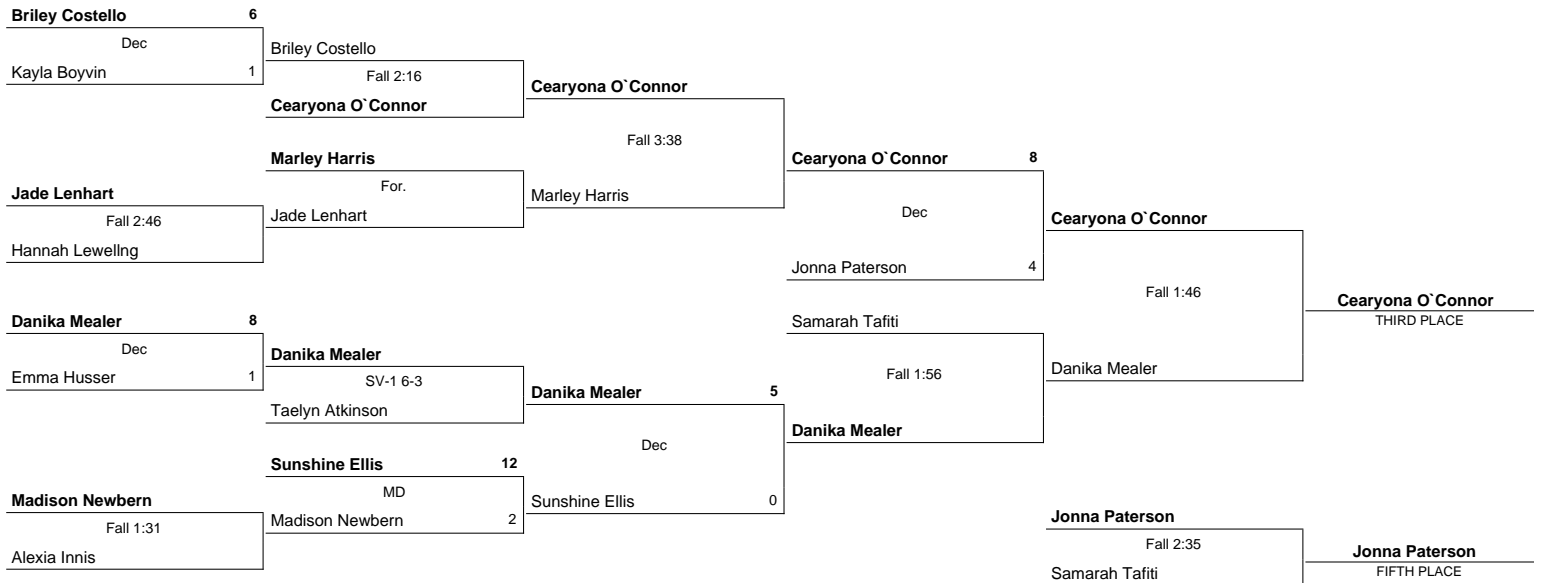 Briley Costello 6
Dec
Kayla Boyvin 1
Jade Lenhart
Fall 2:46
Hannah Lewellng
Danika Mealer 8
Dec
Emma Husser 1
Madison Newbern
Fall 1:31
Alexia Innis
Briley Costello
Fall 2:16
Cearyona O`Connor
Marley Harris
For.
Jade Lenhart
Danika Mealer
SV-1 6-3
Taelyn Atkinson
Sunshine Ellis 12
MD
Madison Newbern 2
Cearyona O`Connor
Fall 3:38
Marley Harris
Danika Mealer 5
Dec
Sunshine Ellis 0
Cearyona O`Connor 8
Dec
Jonna Paterson 4
Samarah Tafiti
Fall 1:56
Danika Mealer
Cearyona O`Connor
Fall 1:46
Danika Mealer
Cearyona O`Connor
THIRD PLACE
Jonna Paterson
Fall 2:35
Samarah Tafiti
Jonna Paterson
FIFTH PLACE